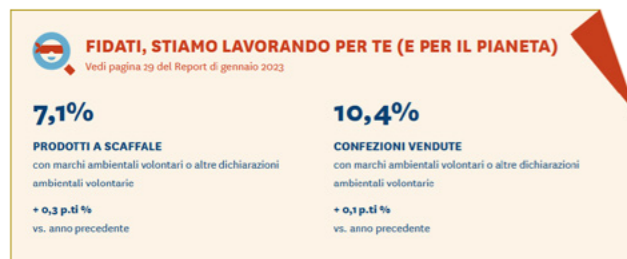 FIDATI, STIAMO LAVORANDO PER TE (E PER IL PIANETA)
Vedi pagina 29 del Report di gennaio 2023
7,1%
PRODOTTI A SCAFFALE
con marchi ambientali volontari o altre dichiarazioni
ambientali volontarie
+ 0,3 p.ti %
vs. anno precedente
10,4%
CONFEZIONI VENDUTE
con marchi ambientali volontari o altre dichiarazioni
ambientali volontarie
+ 0,1 p.ti %
vs. anno precedente